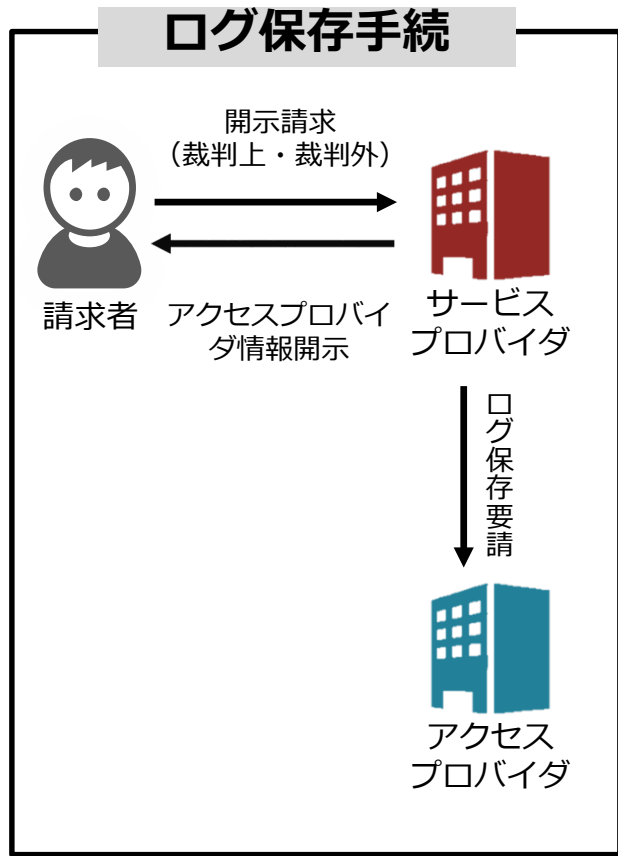 ログ保存手続
開示請求
（裁判上・裁判外）
請求者
アクセスプロバイ
ダ情報開示
サービス
プロバイダ
ログ保存要請
アクセス
プロバイダ